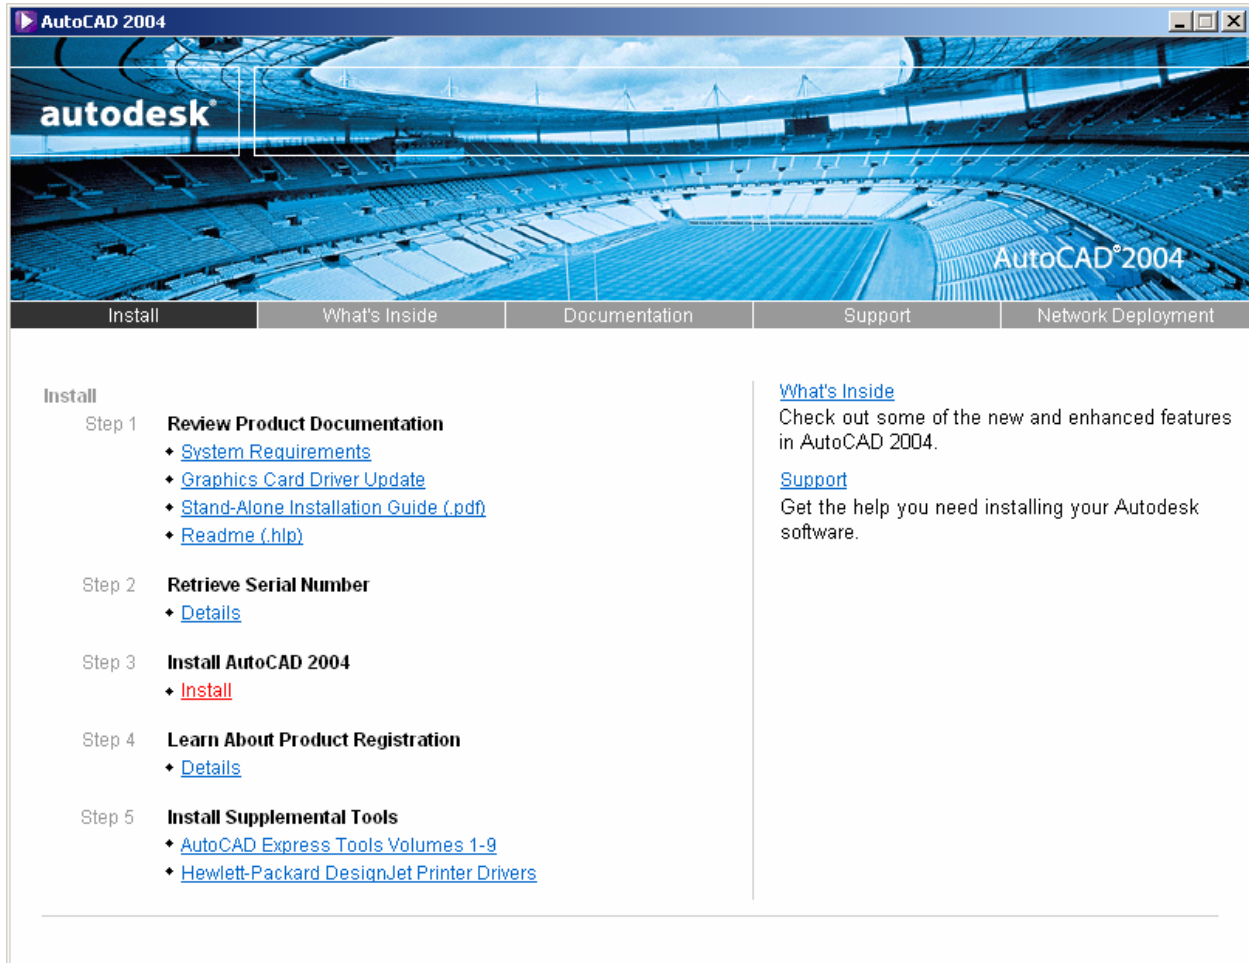 AutoCAD 2004
autodesk®
AutoCAD® 2004
Install
What's Inside
Documentation
Support
Network Deployment
Install
Step 1 Review Product Documentation
System Requirements
Graphics Card Driver Update
Stand-Alone Installation Guide (.pdf)
Readme (.hlp)
Step 2 Retrieve Serial Number
Details
Step 3 Install AutoCAD 2004
Install
Step 4 Learn About Product Registration
Details
Step 5 Install Supplemental Tools
AutoCAD Express Tools Volumes 1-9
Hewlett-Packard DesignJet Printer Drivers
What's Inside
Check out some of the new and enhanced features
in AutoCAD 2004.
Support
Get the help you need installing your Autodesk
software.